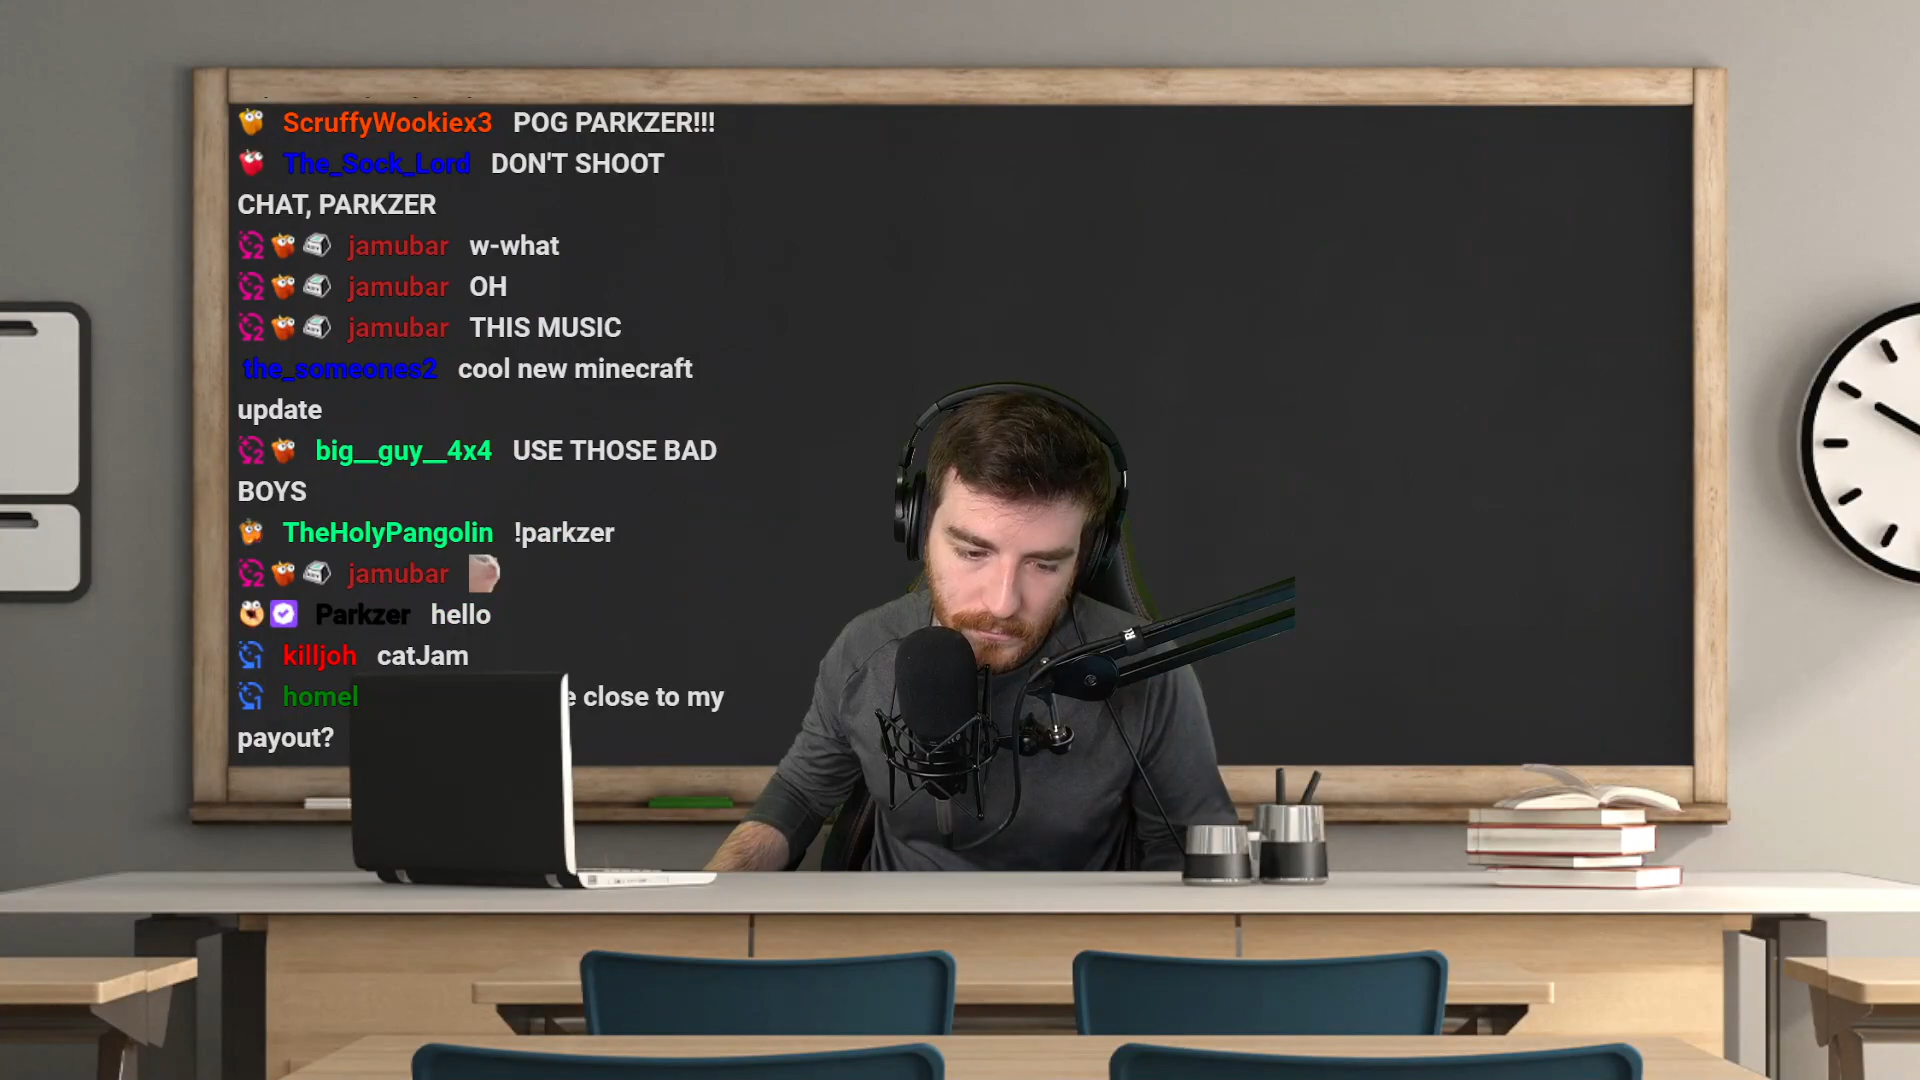 ScruffyWookiex3 POG PARKZER!!!
The_Sock_Lord DON'T SHOOT
CHAT, PARKZER
jamubar w-what
jamubar OH
jamubar THIS MUSIC
the_someones2 cool new minecraft
update
big__guy__4x4 USE THOSE BAD
BOYS
TheHolyPangolin !parkzer
jamubar
Parkzer hello
killjoh catJam
homel close to my
payout?